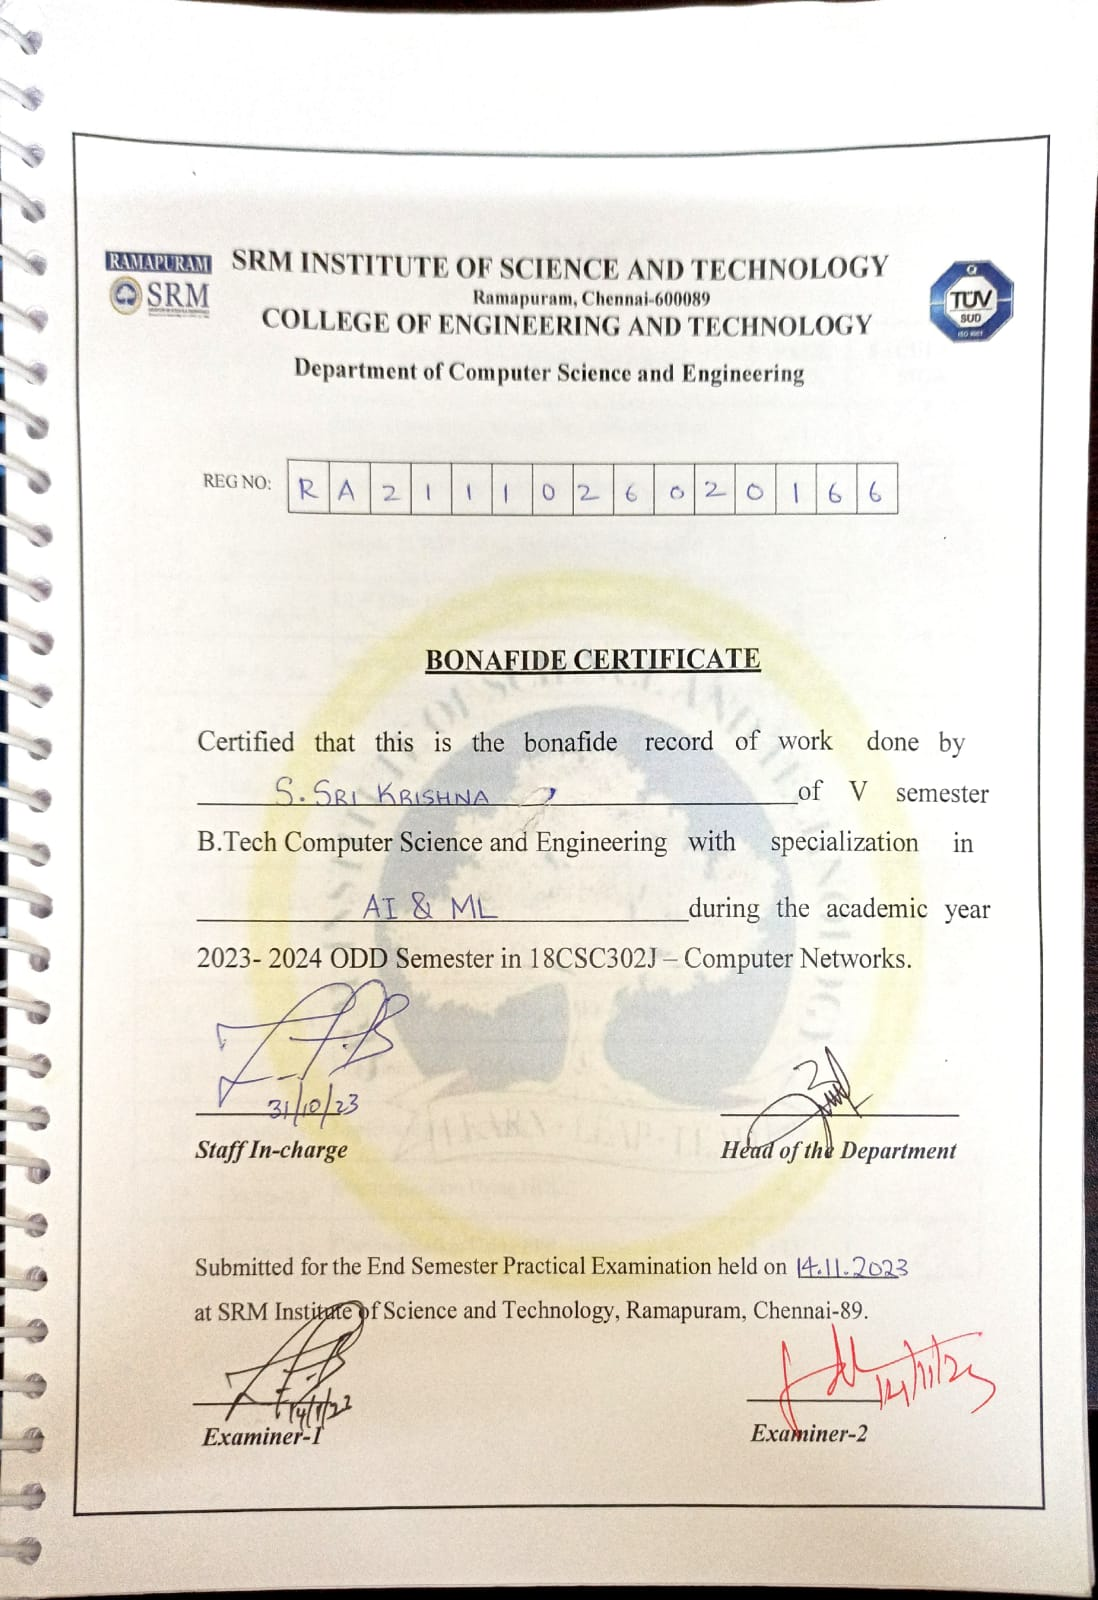 RAMAPURAM
SRM
SRM INSTITUTE OF SCIENCE AND TECHNOLOGY
Ramapuram, Chennai-600089
COLLEGE OF ENGINEERING AND TECHNOLOGY
Department of Computer Science and Engineering
TÜV
SUD
REG NO: RA2111026020166
BONAFIDE CERTIFICATE
Certified that this is the bonafide record of work done by
S. SRI KRISHNA of V semester
B.Tech Computer Science and Engineering with specialization in
AI & ML during the academic year
2023- 2024 ODD Semester in 18CSC302J – Computer Networks.
31/10/23
Staff In-charge
Head of the Department
Submitted for the End Semester Practical Examination held on 14.11.2023
at SRM Institute of Science and Technology, Ramapuram, Chennai-89.
Examiner-1
14/11/23
Examiner-2